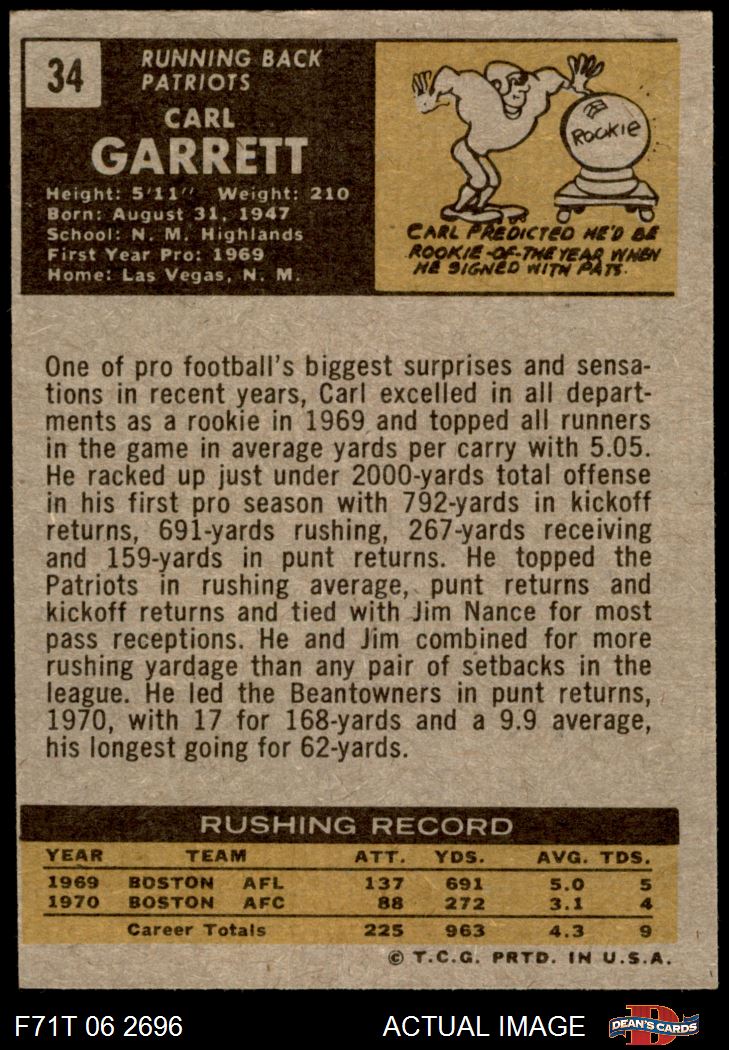 34
RUNNING BACK
PATRIOTS
CARL
GARRETT
Height: 5'11" Weight: 210
Born: August 31, 1947
School: N. M. Highlands
First Year Pro: 1969
Home: Las Vegas, N. M.
ROOKIE
CARL PREDICTED HE'D BE
ROOKIE-OF-THE YEAR WHEN
HE SIGNED WITH PATS.
One of pro football's biggest surprises and sensa-
tions in recent years, Carl excelled in all depart-
ments as a rookie in 1969 and topped all runners
in the game in average yards per carry with 5.05.
He racked up just under 2000-yards total offense
in his first pro season with 792-yards in kickoff
returns, 691-yards rushing, 267-yards receiving
and 159-yards in punt returns. He topped the
Patriots in rushing average, punt returns and
kickoff returns and tied with Jim Nance for most
pass receptions. He and Jim combined for more
rushing yardage than any pair of setbacks in the
league. He led the Beantowners in punt returns,
1970, with 17 for 168-yards and a 9.9 average,
his longest going for 62-yards.
RUSHING RECORD
YEAR TEAM ATT. YDS. AVG. TDS.
1969 BOSTON AFL 137 691 5.0 5
1970 BOSTON AFC 88 272 3.1 4
Career Totals 225 963 4.3 9
© T.C.G. PRTD. IN U.S.A.
F71T 06 2696 ACTUAL IMAGE DEAN'S CARDS